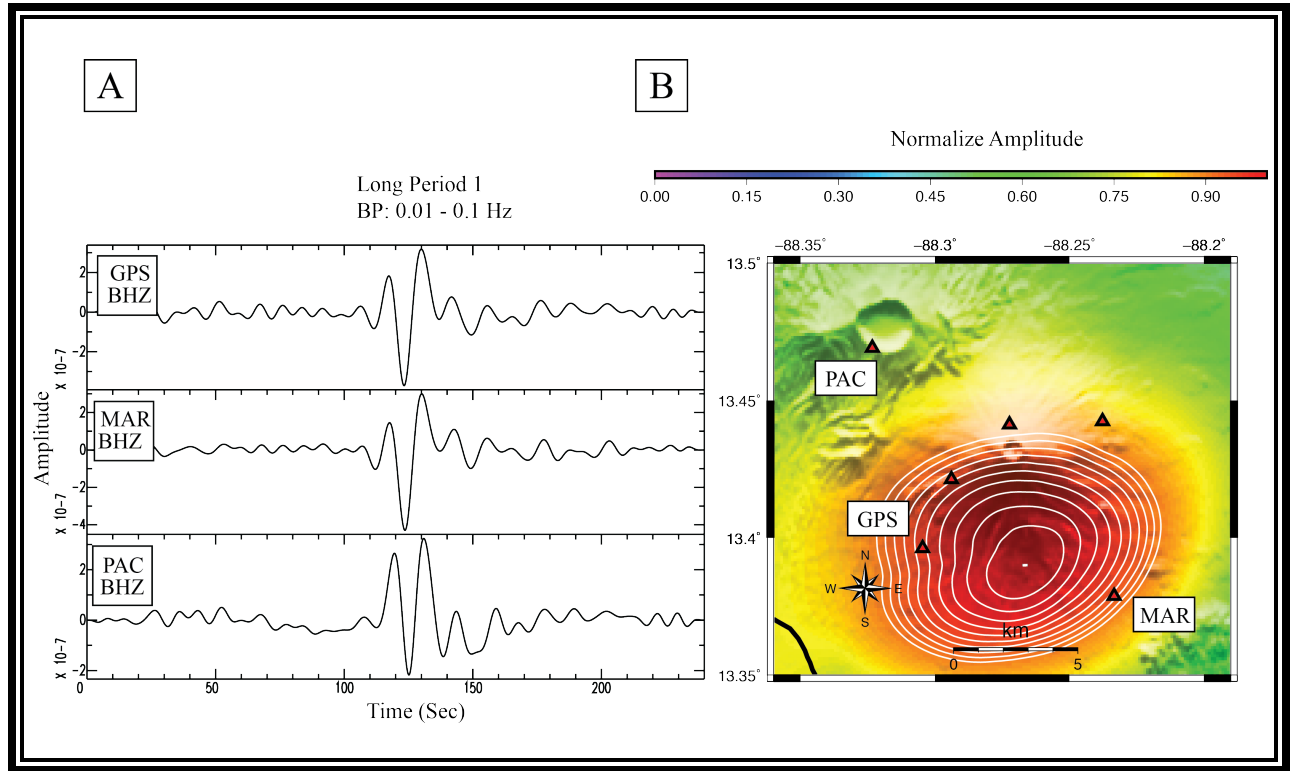 A
B
Normalize Amplitude
0.00 0.15 0.30 0.45 0.60 0.75 0.90
Long Period 1
BP: 0.01 - 0.1 Hz
GPS
BHZ
2
0
-2
x 10-7
MAR
BHZ
2
0
-2
-4
x 10-7
PAC
BHZ
2
0
-2
x 10-7
Amplitude
0 50 100 150 200
Time (Sec)
−88.35˚ −88.3˚ −88.25˚ −88.2˚
13.5˚
13.45˚
13.4˚
13.35˚
PAC
GPS
MAR
N
W E
S
km
0 5